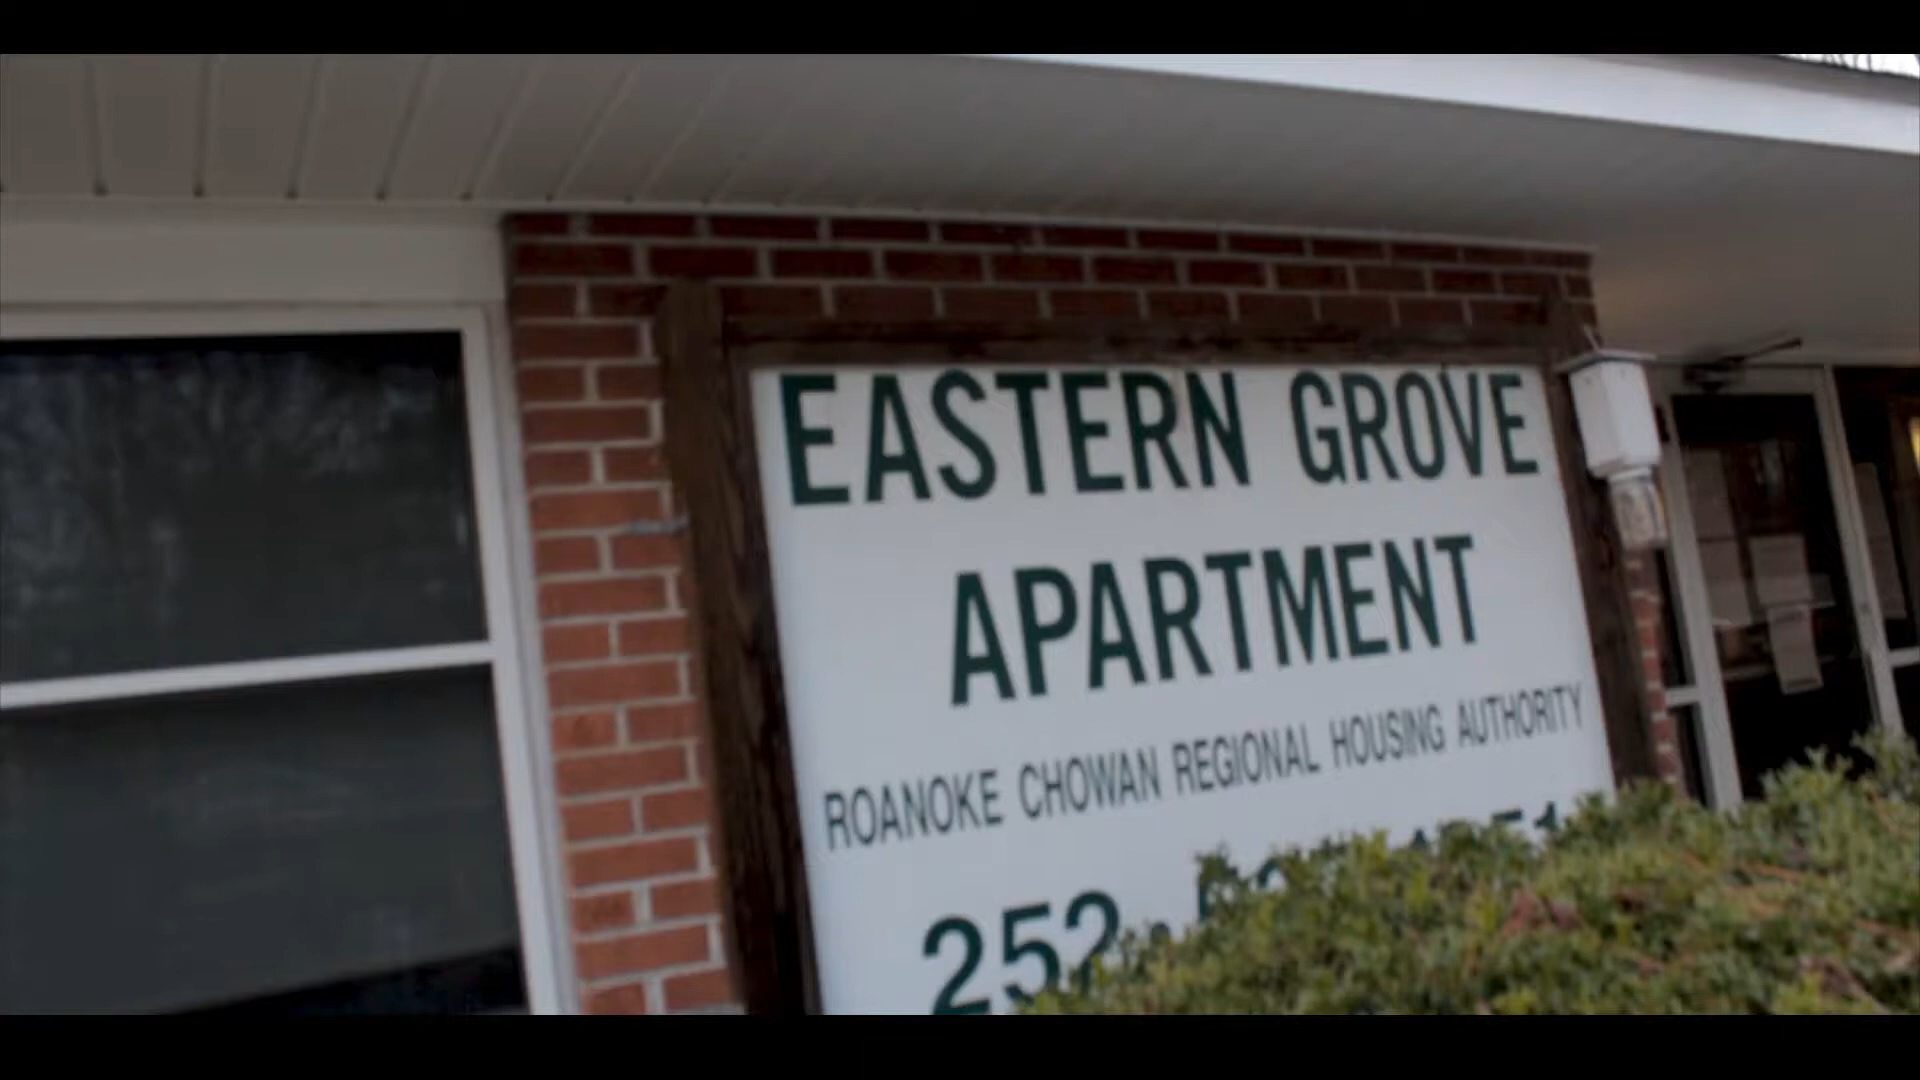 EASTERN GROVE
APARTMENT
ROANOKE CHOWAN REGIONAL HOUSING AUTHORITY
252